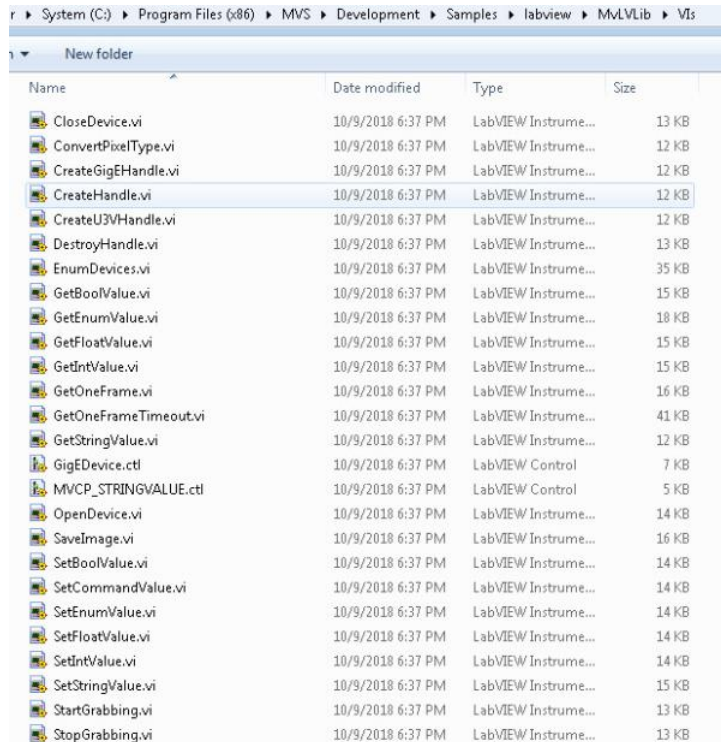 r ▸ System (C:) ▸ Program Files (x86) ▸ MVS ▸ Development ▸ Samples ▸ labview ▸ MvLVLib ▸ VIs
New folder
Name Date modified Type Size
CloseDevice.vi 10/9/2018 6:37 PM LabVIEW Instrume... 13 KB
ConvertPixelType.vi 10/9/2018 6:37 PM LabVIEW Instrume... 12 KB
CreateGigEHandle.vi 10/9/2018 6:37 PM LabVIEW Instrume... 12 KB
CreateHandle.vi 10/9/2018 6:37 PM LabVIEW Instrume... 12 KB
CreateU3VHandle.vi 10/9/2018 6:37 PM LabVIEW Instrume... 12 KB
DestroyHandle.vi 10/9/2018 6:37 PM LabVIEW Instrume... 13 KB
EnumDevices.vi 10/9/2018 6:37 PM LabVIEW Instrume... 35 KB
GetBoolValue.vi 10/9/2018 6:37 PM LabVIEW Instrume... 15 KB
GetEnumValue.vi 10/9/2018 6:37 PM LabVIEW Instrume... 18 KB
GetFloatValue.vi 10/9/2018 6:37 PM LabVIEW Instrume... 15 KB
GetIntValue.vi 10/9/2018 6:37 PM LabVIEW Instrume... 15 KB
GetOneFrame.vi 10/9/2018 6:37 PM LabVIEW Instrume... 16 KB
GetOneFrameTimeout.vi 10/9/2018 6:37 PM LabVIEW Instrume... 41 KB
GetStringValue.vi 10/9/2018 6:37 PM LabVIEW Instrume... 12 KB
GigEDevice.ctl 10/9/2018 6:37 PM LabVIEW Control 7 KB
MVCP_STRINGVALUE.ctl 10/9/2018 6:37 PM LabVIEW Control 5 KB
OpenDevice.vi 10/9/2018 6:37 PM LabVIEW Instrume... 14 KB
SaveImage.vi 10/9/2018 6:37 PM LabVIEW Instrume... 16 KB
SetBoolValue.vi 10/9/2018 6:37 PM LabVIEW Instrume... 14 KB
SetCommandValue.vi 10/9/2018 6:37 PM LabVIEW Instrume... 14 KB
SetEnumValue.vi 10/9/2018 6:37 PM LabVIEW Instrume... 14 KB
SetFloatValue.vi 10/9/2018 6:37 PM LabVIEW Instrume... 14 KB
SetIntValue.vi 10/9/2018 6:37 PM LabVIEW Instrume... 14 KB
SetStringValue.vi 10/9/2018 6:37 PM LabVIEW Instrume... 15 KB
StartGrabbing.vi 10/9/2018 6:37 PM LabVIEW Instrume... 13 KB
StopGrabbing.vi 10/9/2018 6:37 PM LabVIEW Instrume... 13 KB